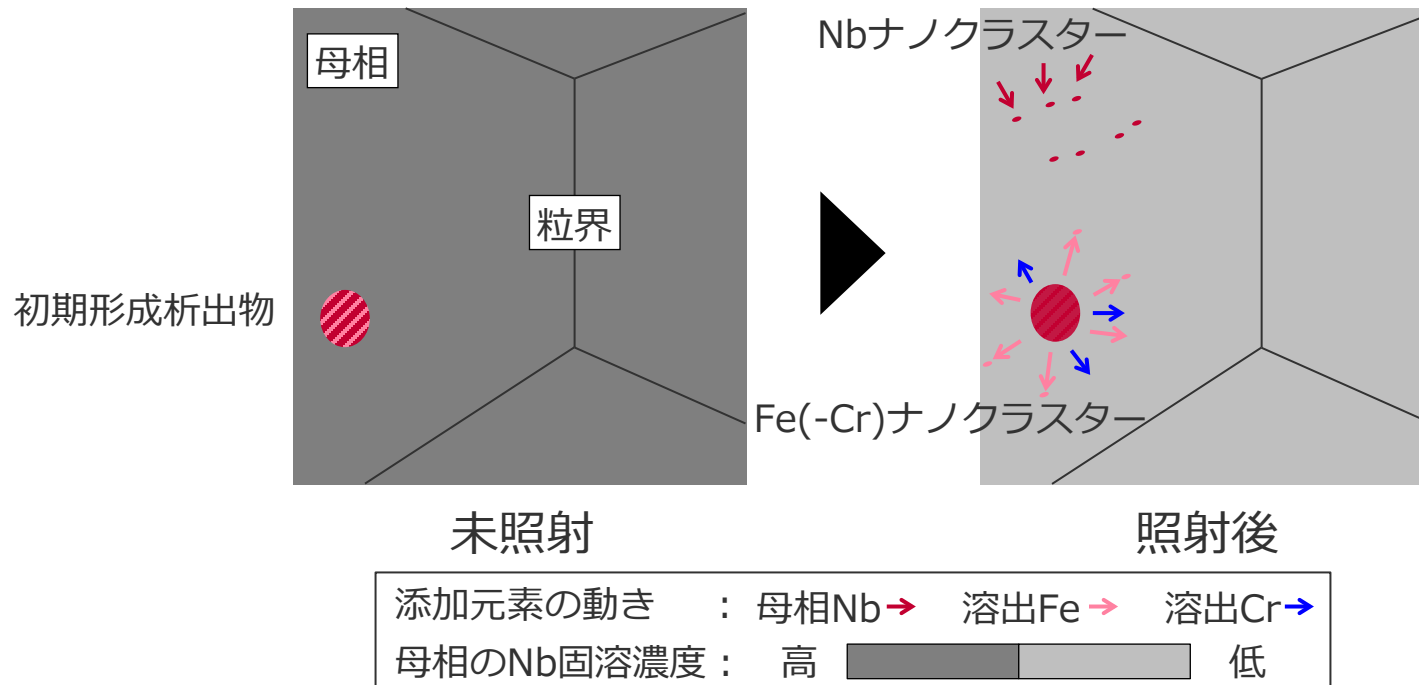 Nbナノクラスター
母相
粒界
初期形成析出物
Fe(-Cr)ナノクラスター
未照射
照射後
添加元素の動き : 母相Nb→ 溶出Fe→ 溶出Cr→
母相のNb固溶濃度: 高 低